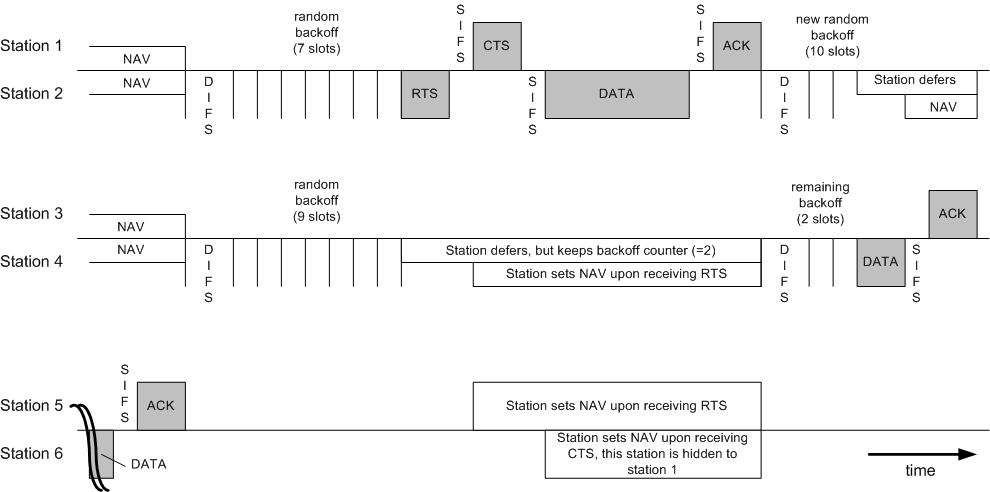 random
backoff
(7 slots)
S
I
F
S
CTS
S
I
F
S
ACK
new random
backoff
(10 slots)
Station 1
NAV
Station 2
NAV
D
I
F
S
RTS
S
I
F
S
DATA
D
I
F
S
Station defers
NAV
random
backoff
(9 slots)
remaining
backoff
(2 slots)
Station 3
NAV
ACK
Station 4
NAV
D
I
F
S
Station defers, but keeps backoff counter (=2)
Station sets NAV upon receiving RTS
D
I
F
S
DATA
S
I
F
S
S
I
F
S
Station 5
ACK
Station sets NAV upon receiving RTS
Station 6
DATA
Station sets NAV upon receiving
CTS, this station is hidden to
station 1
time